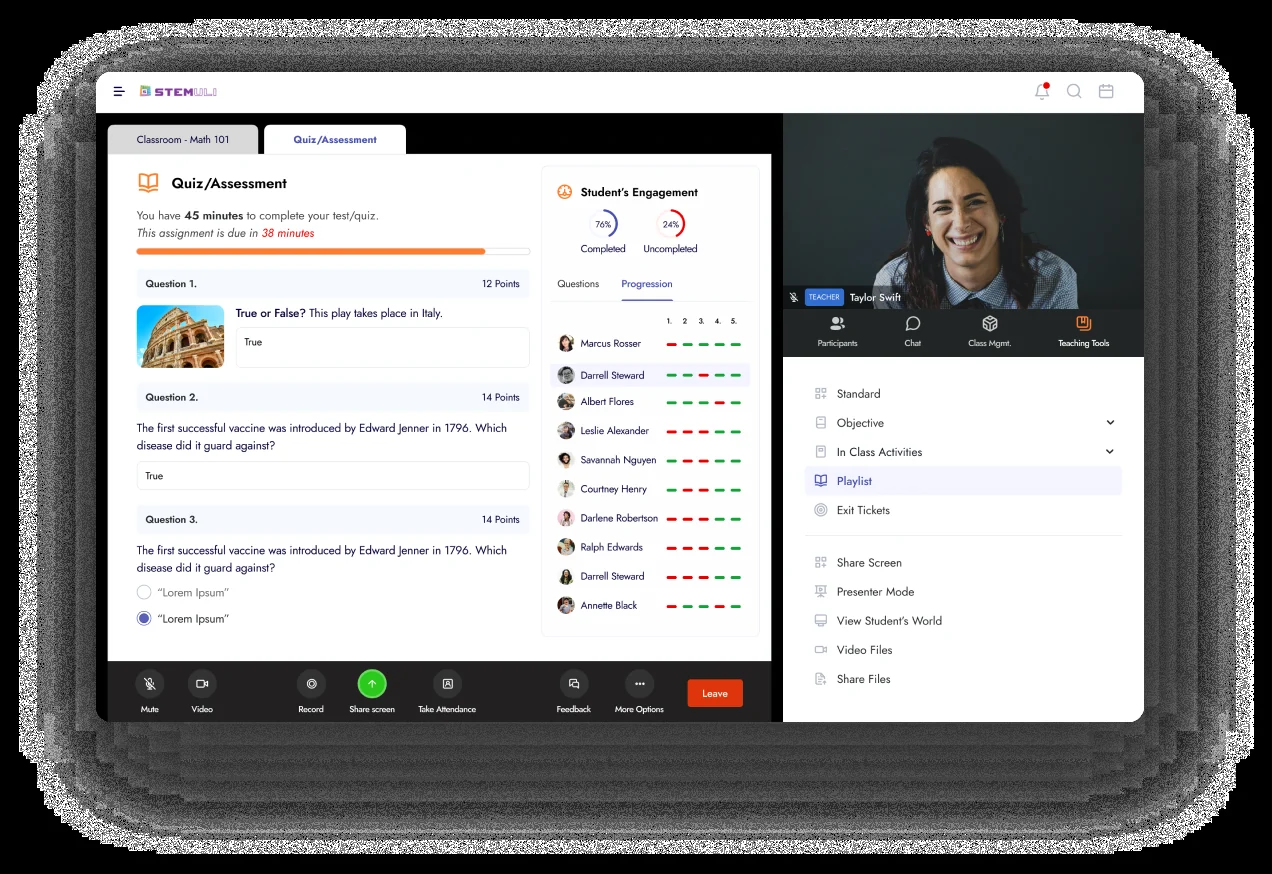 STEMULI
Classroom - Math 101
Quiz/Assessment
Quiz/Assessment
You have 45 minutes to complete your test/quiz.
This assignment is due in 38 minutes
Question 1.
12 Points
True or False? This play takes place in Italy.
True
Question 2.
14 Points
The first successful vaccine was introduced by Edward Jenner in 1796. Which
disease did it guard against?
True
Question 3.
14 Points
The first successful vaccine was introduced by Edward Jenner in 1796. Which
disease did it guard against?
“Lorem Ipsum”
“Lorem Ipsum”
Student’s Engagement
76%
24%
Completed
Uncompleted
Questions
Progression
1. 2 3. 4. 5.
Marcus Rosser
Darrell Steward
Albert Flores
Leslie Alexander
Savannah Nguyen
Courtney Henry
Darlene Robertson
Ralph Edwards
Darrell Steward
Annette Black
Mute
Video
Record
Share screen
Take Attendance
Feedback
More Options
Leave
TEACHER
Taylor Swift
Participants
Chat
Class Mgmt.
Teaching Tools
Standard
Objective
In Class Activities
Playlist
Exit Tickets
Share Screen
Presenter Mode
View Student’s World
Video Files
Share Files